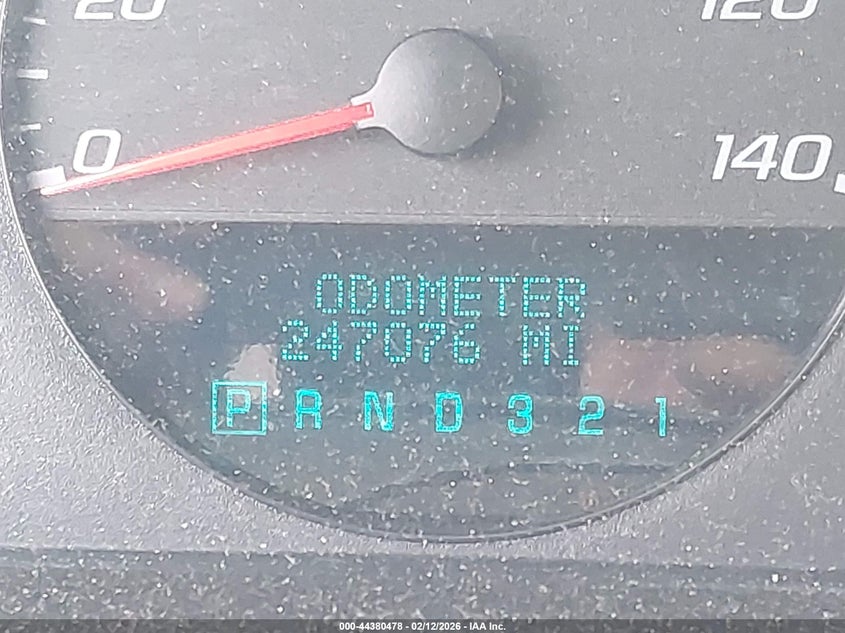 20
120
0
140
ODOMETER
247076 MI
P R N D 3 2 1
000-44380478 - 02/12/2026 - IAA Inc.